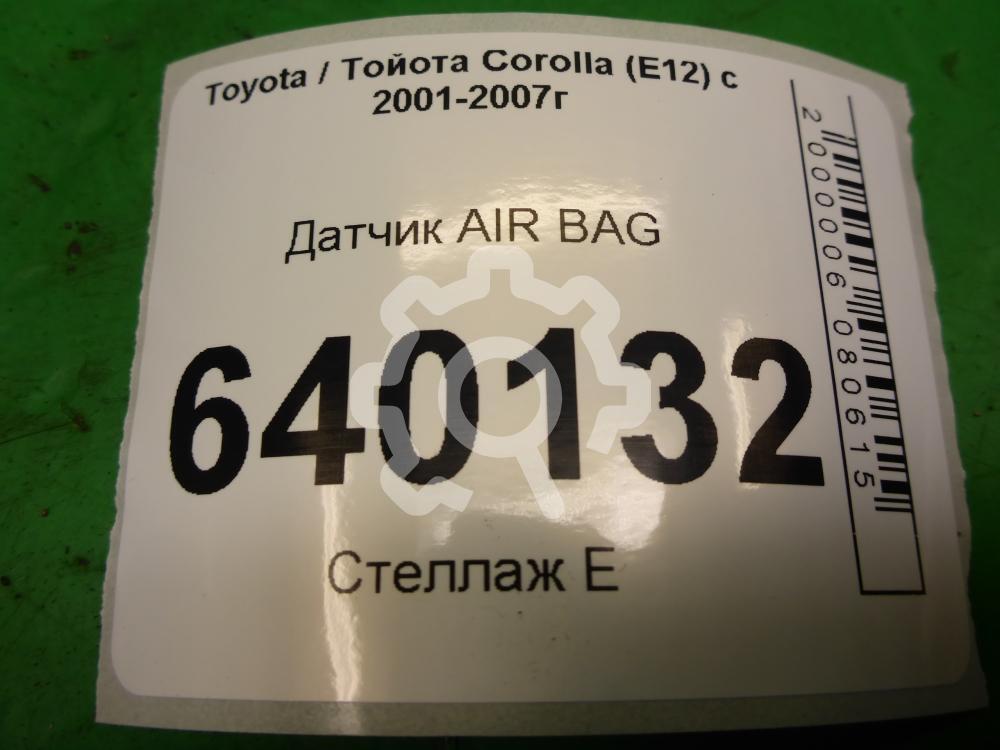 Toyota / Тойота Corolla (E12) с
2001-2007г
Датчик AIR BAG
640132
Стеллаж E
2000006080615